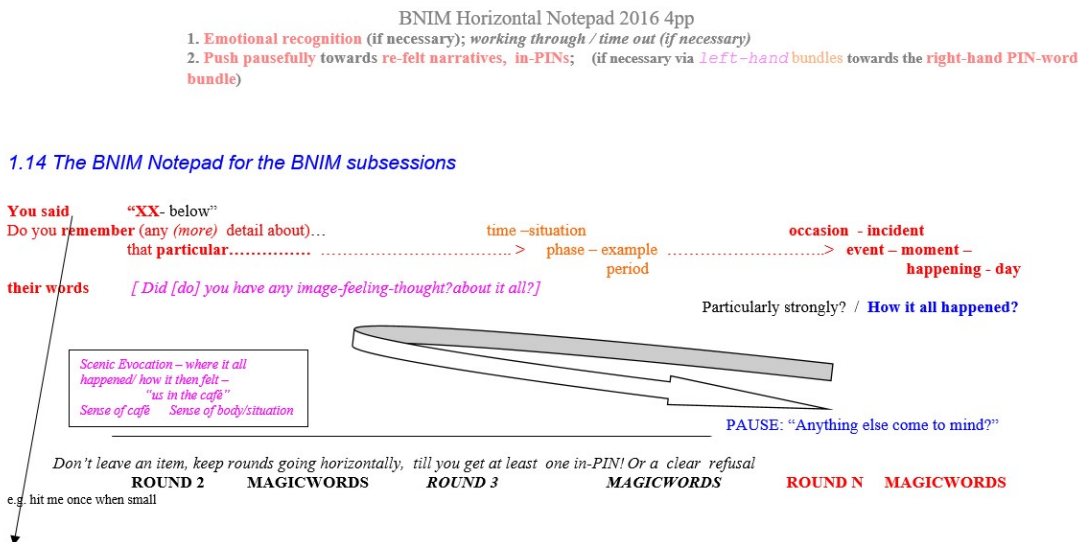 BNIM Horizontal Notepad 2016 4pp
1. Emotional recognition (if necessary); working through / time out (if necessary)
2. Push pausefully towards re-felt narratives, in-PINs; (if necessary via left-hand bundles towards the right-hand PIN-word
bundle)
1.14 The BNIM Notepad for the BNIM subsessions
You said “XX- below”
Do you remember (any (more) detail about)… time –situation occasion - incident
that particular…………… ……………………………….. > phase – example …………………………..> event – moment –
period happening - day
their words [ Did [do] you have any image-feeling-thought?about it all?]
Particularly strongly? / How it all happened?
Scenic Evocation – where it all
happened/ how it then felt –
“us in the café”
Sense of café Sense of body/situation
PAUSE: “Anything else come to mind?”
Don’t leave an item, keep rounds going horizontally, till you get at least one in-PIN! Or a clear refusal
ROUND 2 MAGICWORDS ROUND 3 MAGICWORDS ROUND N MAGICWORDS
e.g. hit me once when small